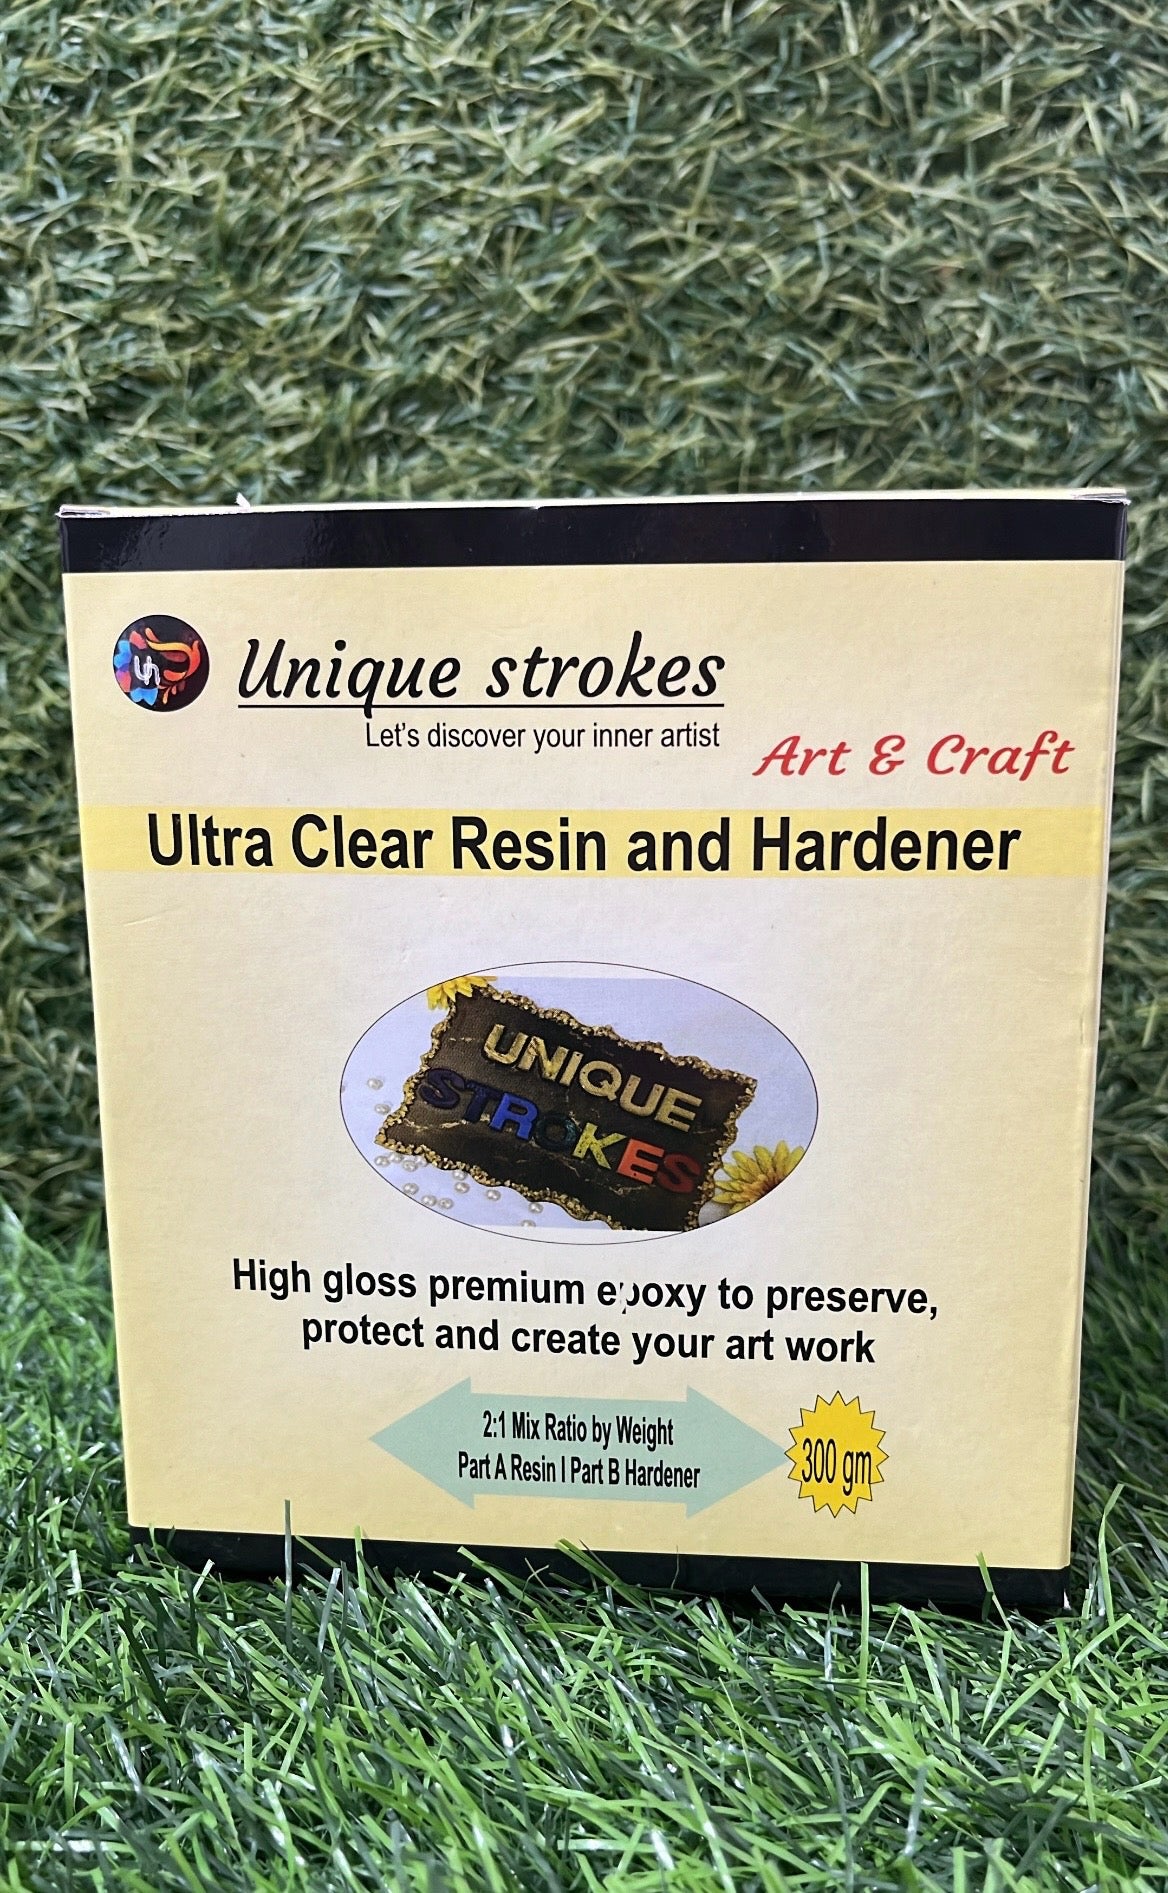 Unique strokes
Let's discover your inner artist
Art & Craft
Ultra Clear Resin and Hardener
UNIQUE
STROKES
High gloss premium epoxy to preserve,
protect and create your art work
2:1 Mix Ratio by Weight
Part A Resin I Part B Hardener
300 gm